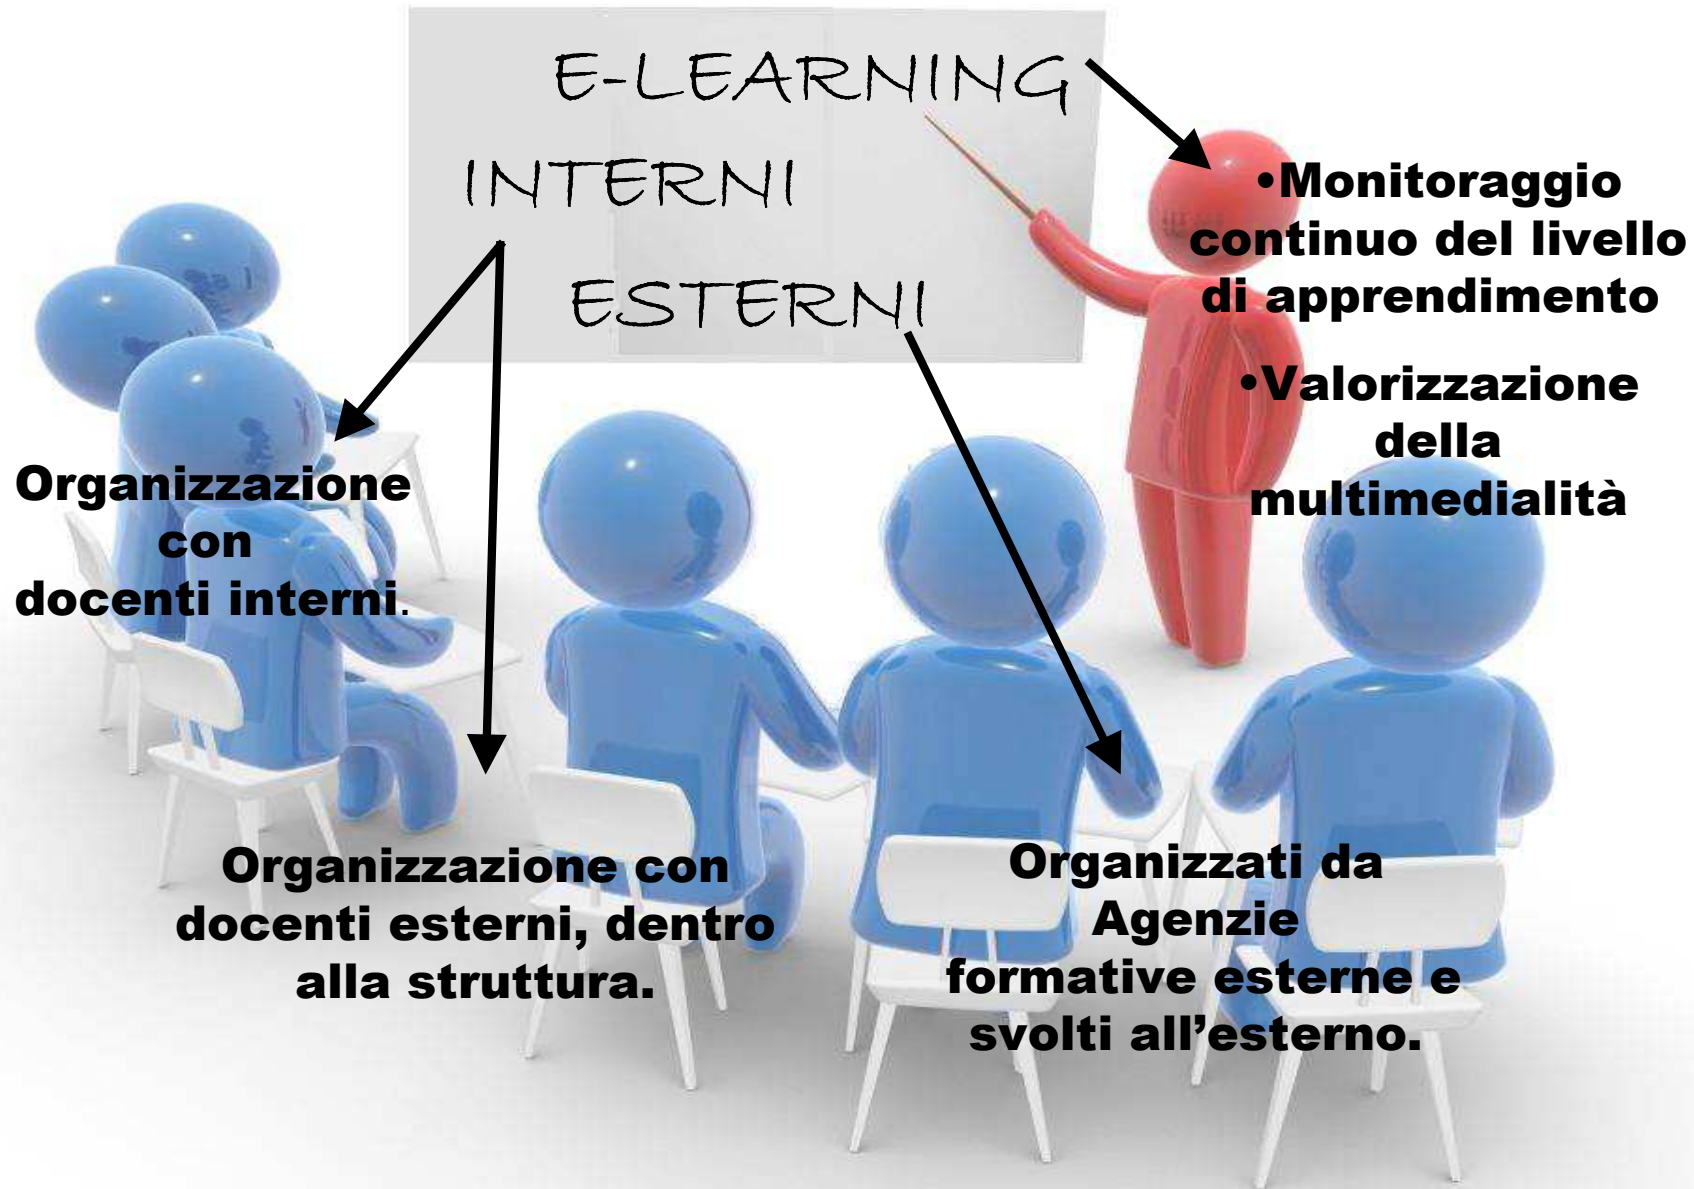 E-LEARNING
INTERNI
ESTERNI
•Monitoraggio
continuo del livello
di apprendimento
•Valorizzazione
della
multimedialità
Organizzazione
con
docenti interni.
Organizzazione con
docenti esterni, dentro
alla struttura.
Organizzati da
Agenzie
formative esterne e
svolti all’esterno.